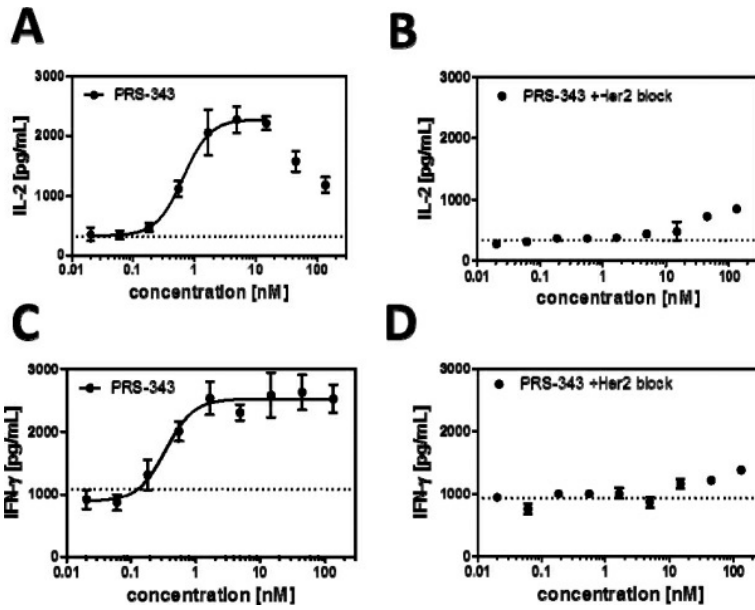 A
3000
PRS-343
2000
1000
0
IL-2 [pg/mL]
0.01 0.1 1 10 100
concentration [nM]
B
3000
PRS-343 +Her2 block
2000
1000
0
IL-2 [pg/mL]
0.01 0.1 1 10 100
concentration [nM]
C
3000
PRS-343
2000
1000
0
IFN-γ [pg/mL]
0.01 0.1 1 10 100
concentration [nM]
D
3000
PRS-343 +Her2 block
2000
1000
0
IFN-γ [pg/mL]
0.01 0.1 1 10 100
concentration [nM]